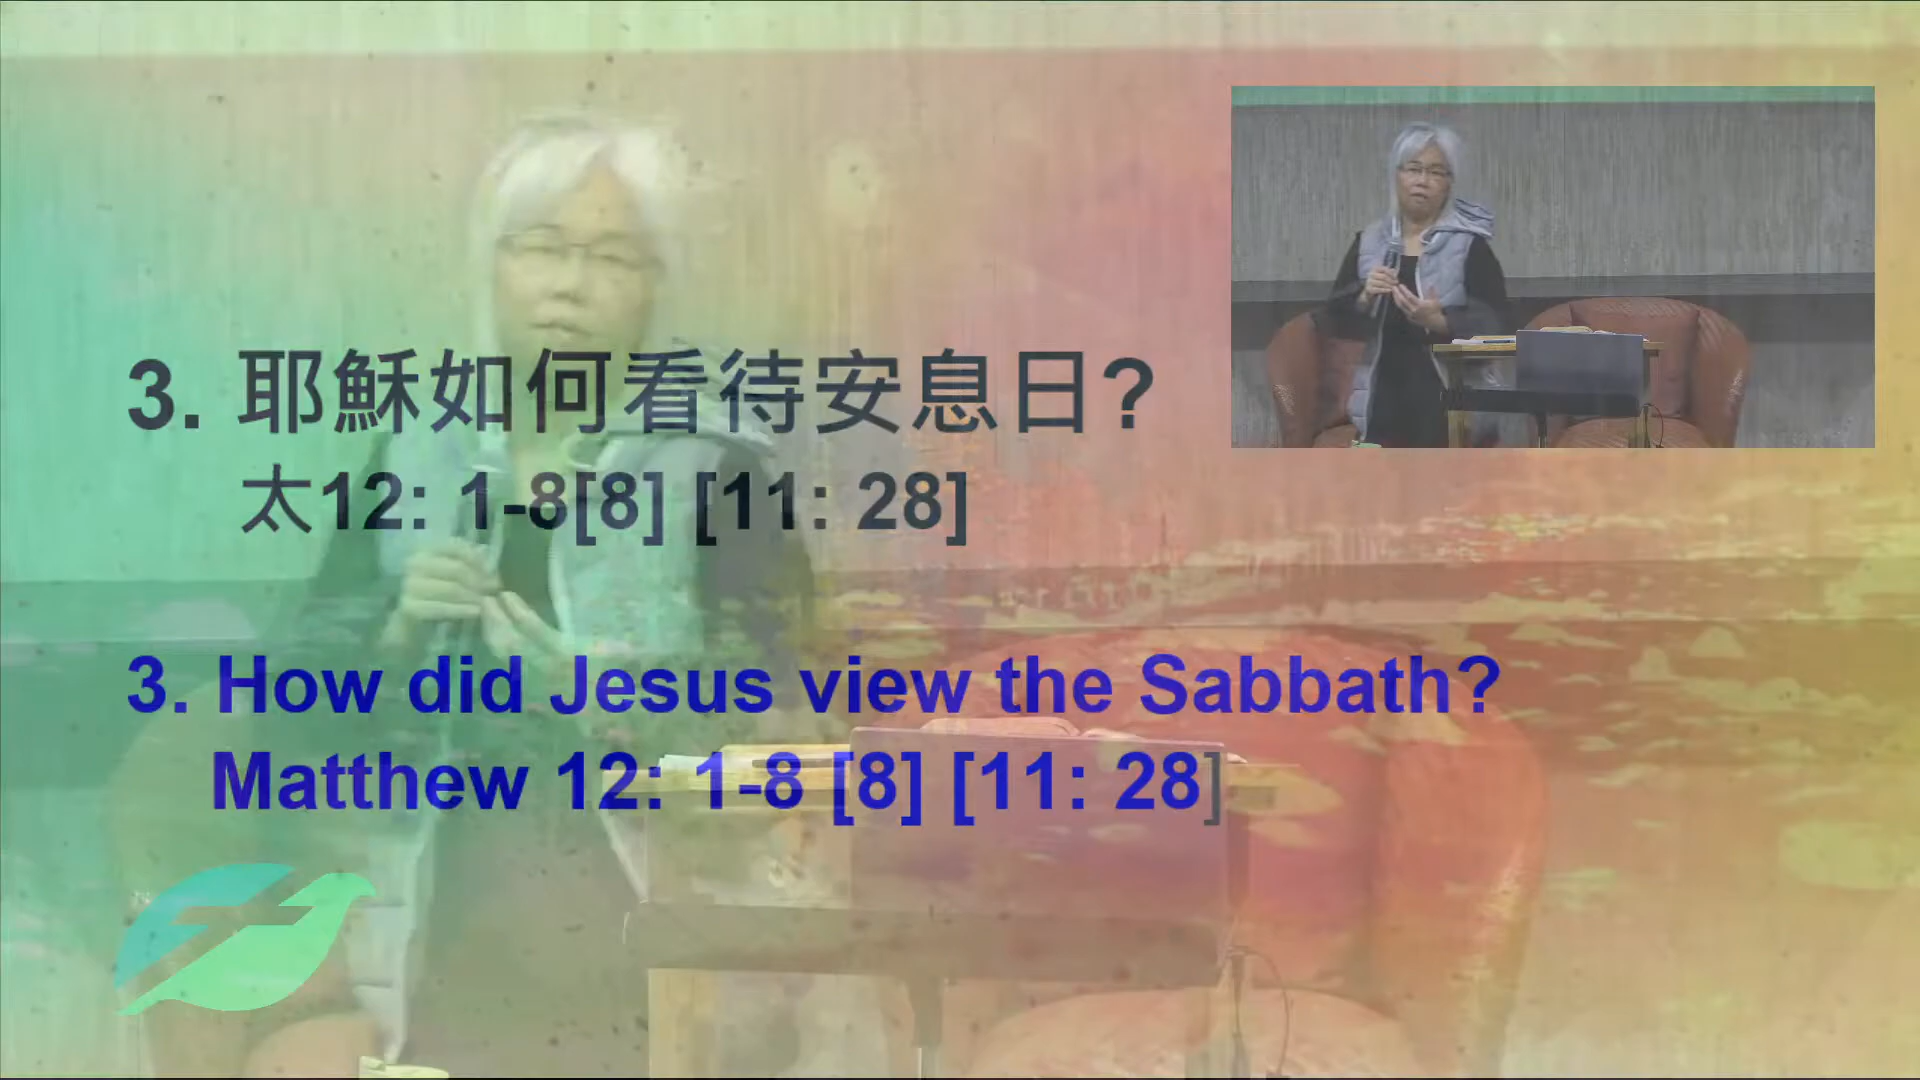 3. 耶穌如何看待安息日?
太12: 1-8[8] [11: 28]
3. How did Jesus view the Sabbath?
Matthew 12: 1-8 [8] [11: 28]